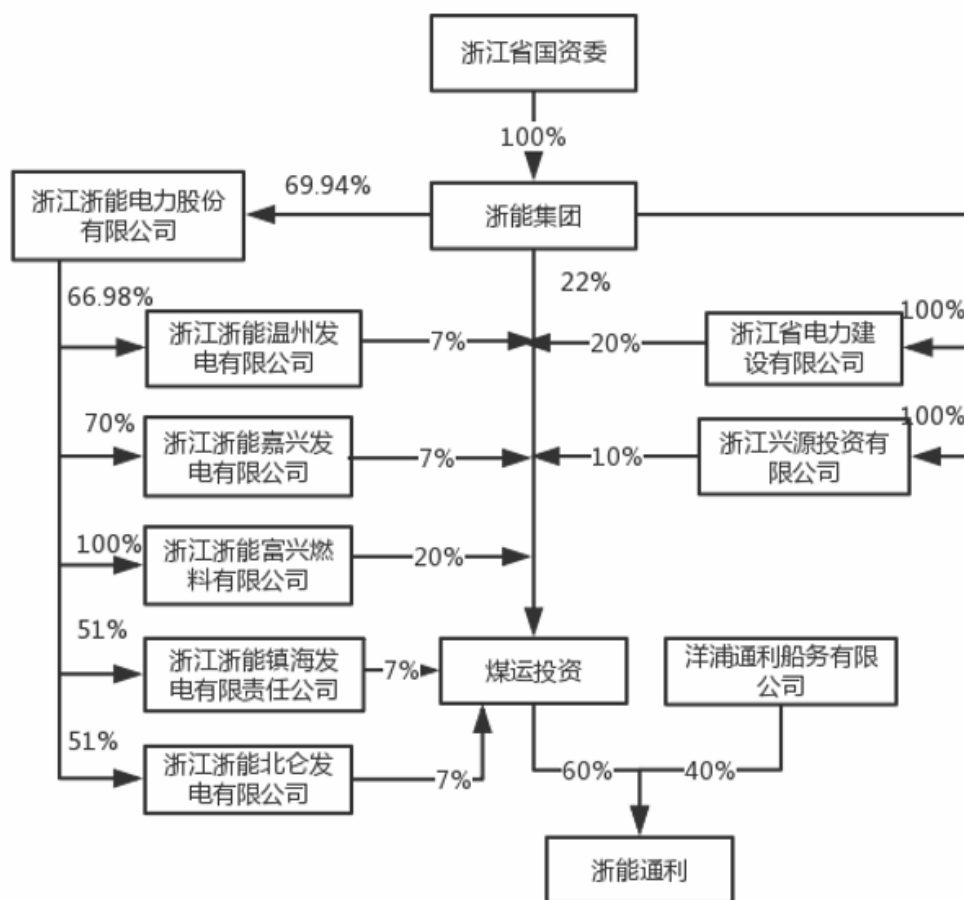 浙江省国资委
100%
浙江浙能电力股份
有限公司
69.94%
浙能集团
22%
66.98%
浙江浙能温州发
电有限公司
7%
20%
浙江省电力建
设有限公司
100%
70%
浙江浙能嘉兴发
电有限公司
7%
10%
浙江兴源投资有
限公司
100%
100%
浙江浙能富兴燃
料有限公司
20%
51%
浙江浙能镇海发
电有限责任公司
7%
煤运投资
洋浦通利船务有限
公司
51%
浙江浙能北仑发
电有限公司
7%
60%
40%
浙能通利